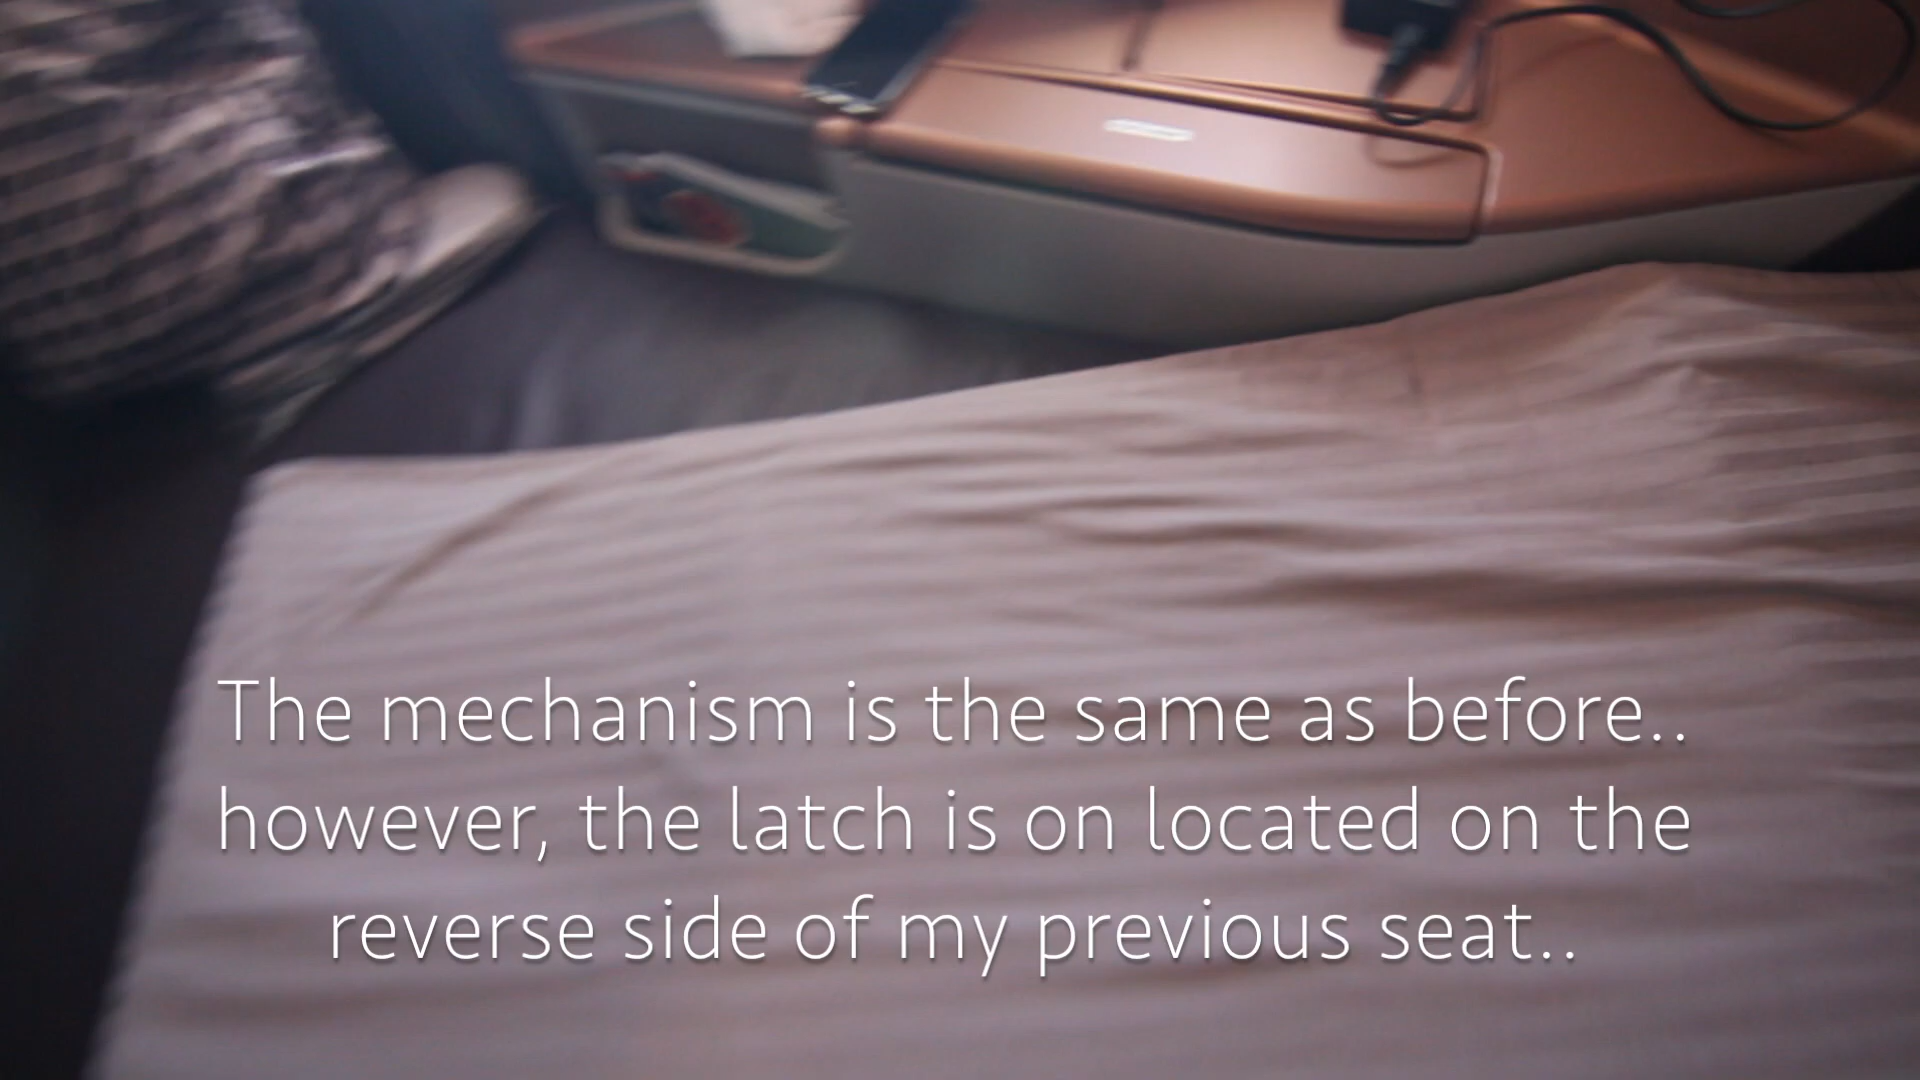 The mechanism is the same as before..
however, the latch is on located on the
reverse side of my previous seat..